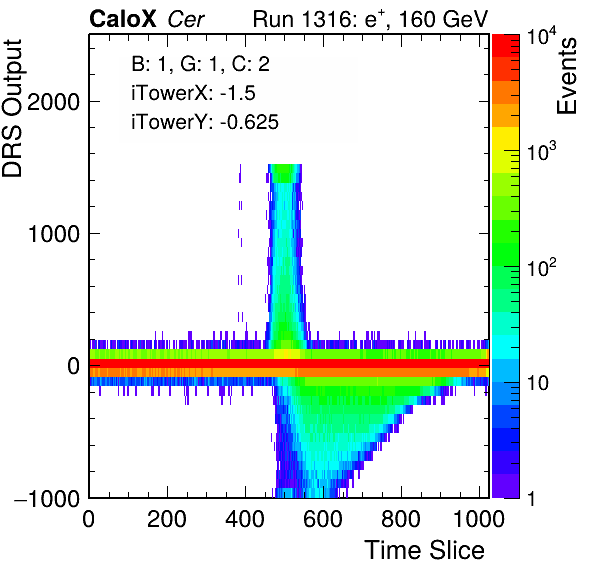 CaloX Cer
Run 1316: e⁺, 160 GeV
B: 1, G: 1, C: 2
iTowerX: -1.5
iTowerY: -0.625
DRS Output
2000
1000
0
−1000
0 200 400 600 800 1000
Time Slice
Events
10⁴
10³
10²
10
1